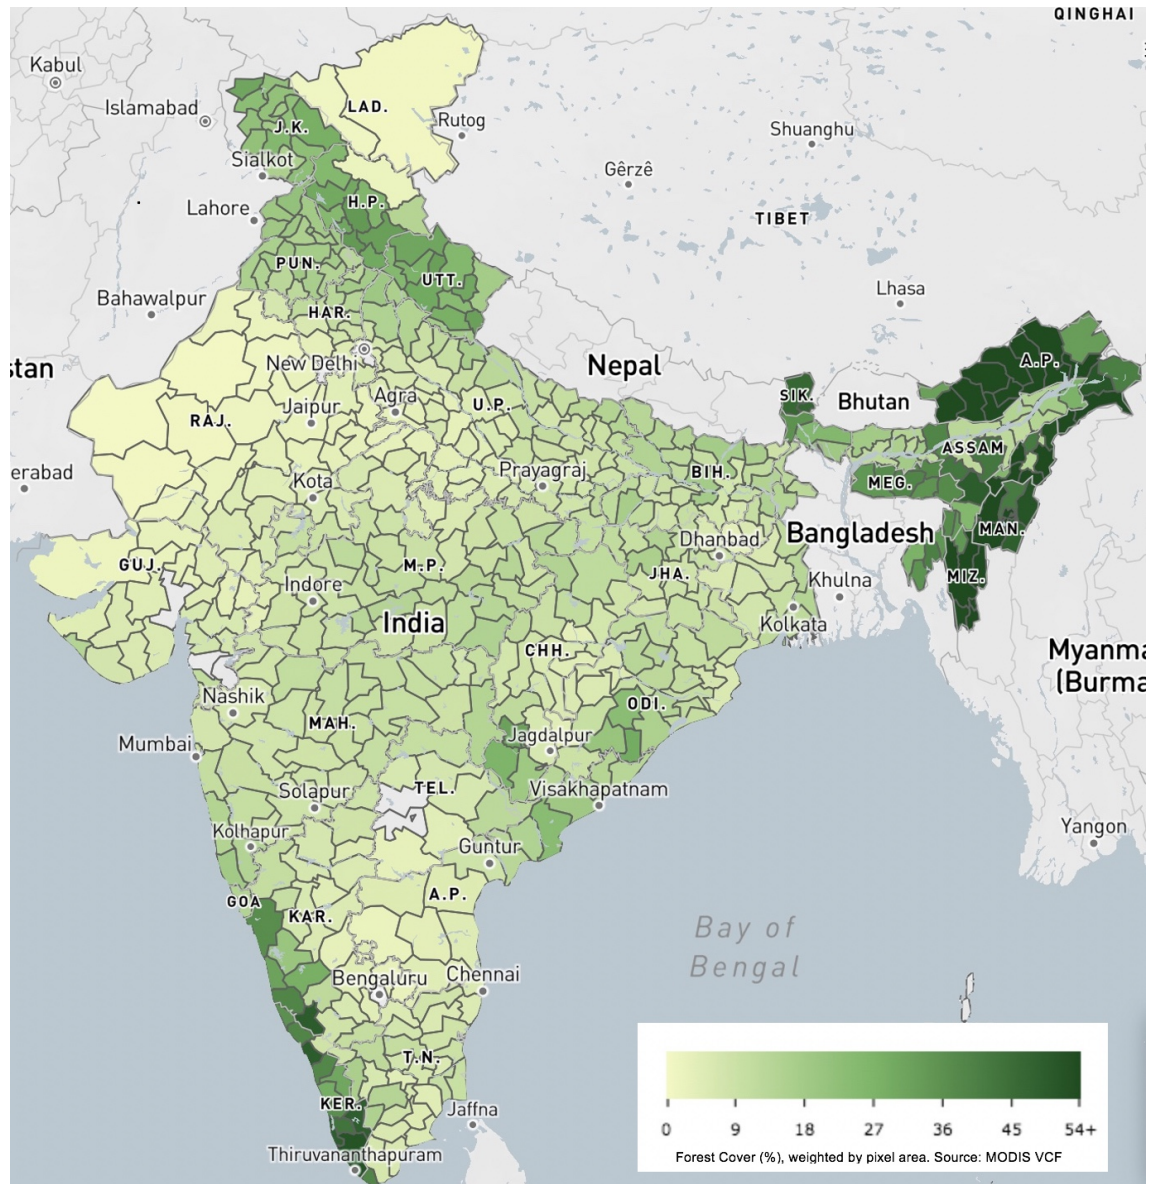 QINGHAI
Kabul
Islamabad
LAD.
Rutog
J.K.
Shuanghu
Sialkot
Gêrzê
H.P.
Lahore
TIBET
PUN.
UTT.
Lhasa
Bahawalpur
HAR.
New Delhi
Nepal
stan
A.P.
SIK.
Bhutan
Agra
Jaipur
U.P.
RAJ.
ASSAM
erabad
Kota
Prayagraj
BIH.
MEG.
Bangladesh
MAN.
Dhanbad
GUJ.
M.P.
JHA.
MIZ.
Indore
Khulna
India
Kolkata
CHH.
Myanma
(Burma
Nashik
ODI.
MAH.
Jagdalpur
Mumbai
TEL.
Solapur
Visakhapatnam
Kolhapur
Yangon
Guntur
GOA
KAR.
A.P.
Bay of
Bengal
Bengaluru
Chennai
T.N.
KER.
Jaffna
Thiruvananthapuram
0 9 18 27 36 45 54+
Forest Cover (%), weighted by pixel area. Source: MODIS VCF